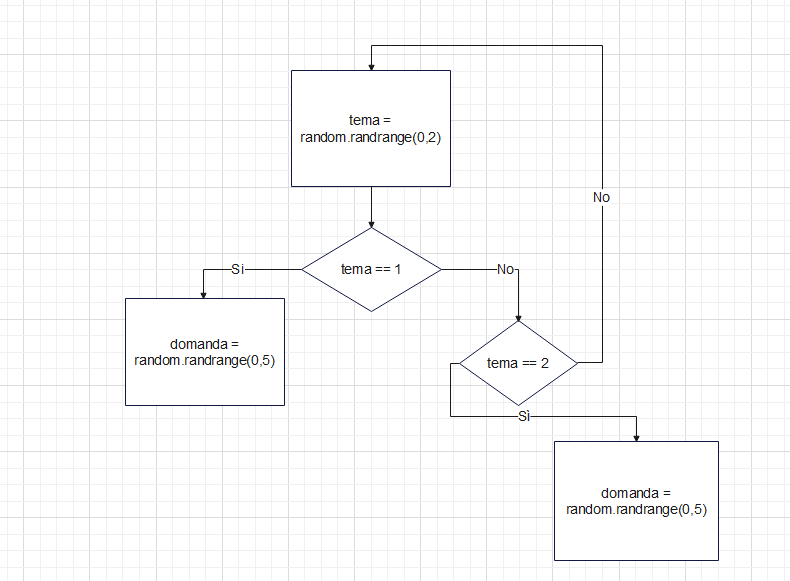 tema =
random.randrange(0,2)
No
tema == 1
Si
No
domanda =
random.randrange(0,5)
tema == 2
Sì
domanda =
random.randrange(0,5)